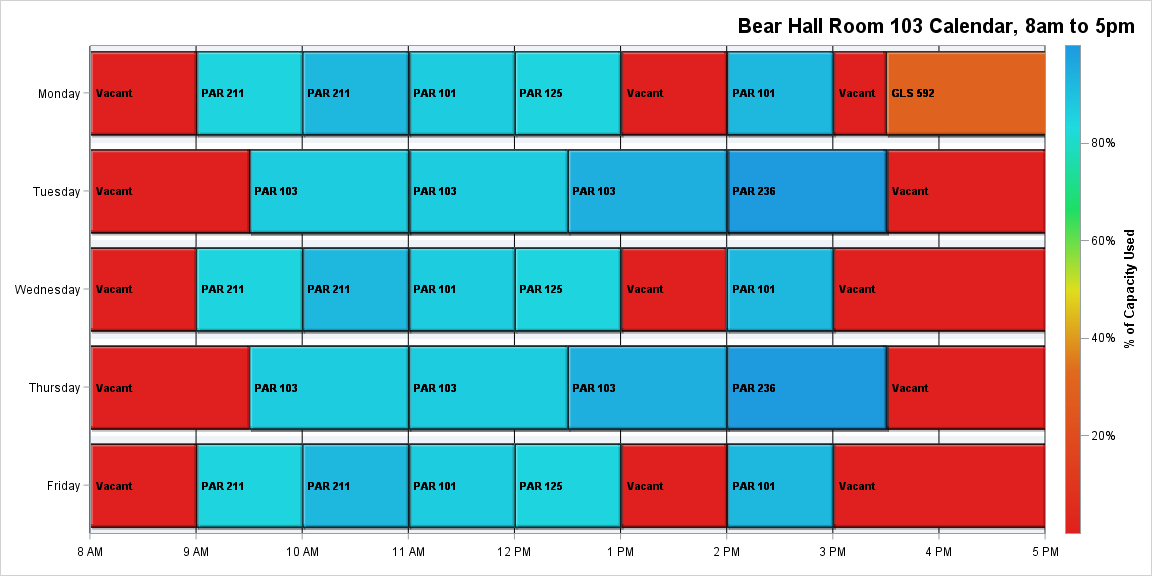 Bear Hall Room 103 Calendar, 8am to 5pm
Monday
Vacant
PAR 211
PAR 211
PAR 101
PAR 125
Vacant
PAR 101
Vacant
GLS 592
Tuesday
Vacant
PAR 103
PAR 103
PAR 103
PAR 236
Vacant
Wednesday
Vacant
PAR 211
PAR 211
PAR 101
PAR 125
Vacant
PAR 101
Vacant
Thursday
Vacant
PAR 103
PAR 103
PAR 103
PAR 236
Vacant
Friday
Vacant
PAR 211
PAR 211
PAR 101
PAR 125
Vacant
PAR 101
Vacant
8 AM
9 AM
10 AM
11 AM
12 PM
1 PM
2 PM
3 PM
4 PM
5 PM
80%
60%
40%
20%
% of Capacity Used